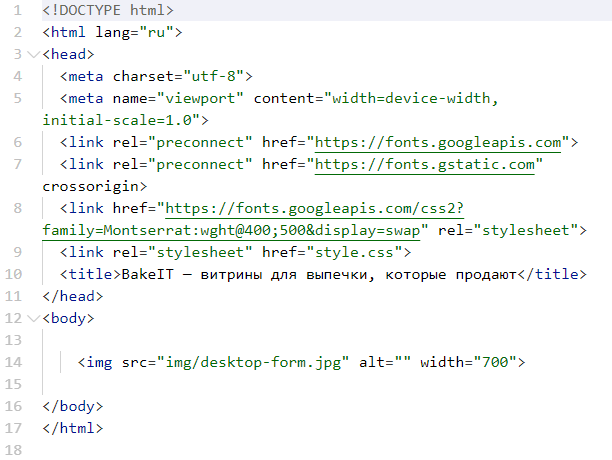 1 <!DOCTYPE html>
2 <html lang="ru">
3 <head>
4 <meta charset="utf-8">
5 <meta name="viewport" content="width=device-width,
initial-scale=1.0">
6 <link rel="preconnect" href="https://fonts.googleapis.com">
7 <link rel="preconnect" href="https://fonts.gstatic.com"
crossorigin>
8 <link href="https://fonts.googleapis.com/css2?
family=Montserrat:wght@400;500&display=swap" rel="stylesheet">
9 <link rel="stylesheet" href="style.css">
10 <title>BakeIT — витрины для выпечки, которые продают</title>
11 </head>
12 <body>
13
14 <img src="img/desktop-form.jpg" alt="" width="700">
15
16 </body>
17 </html>
18